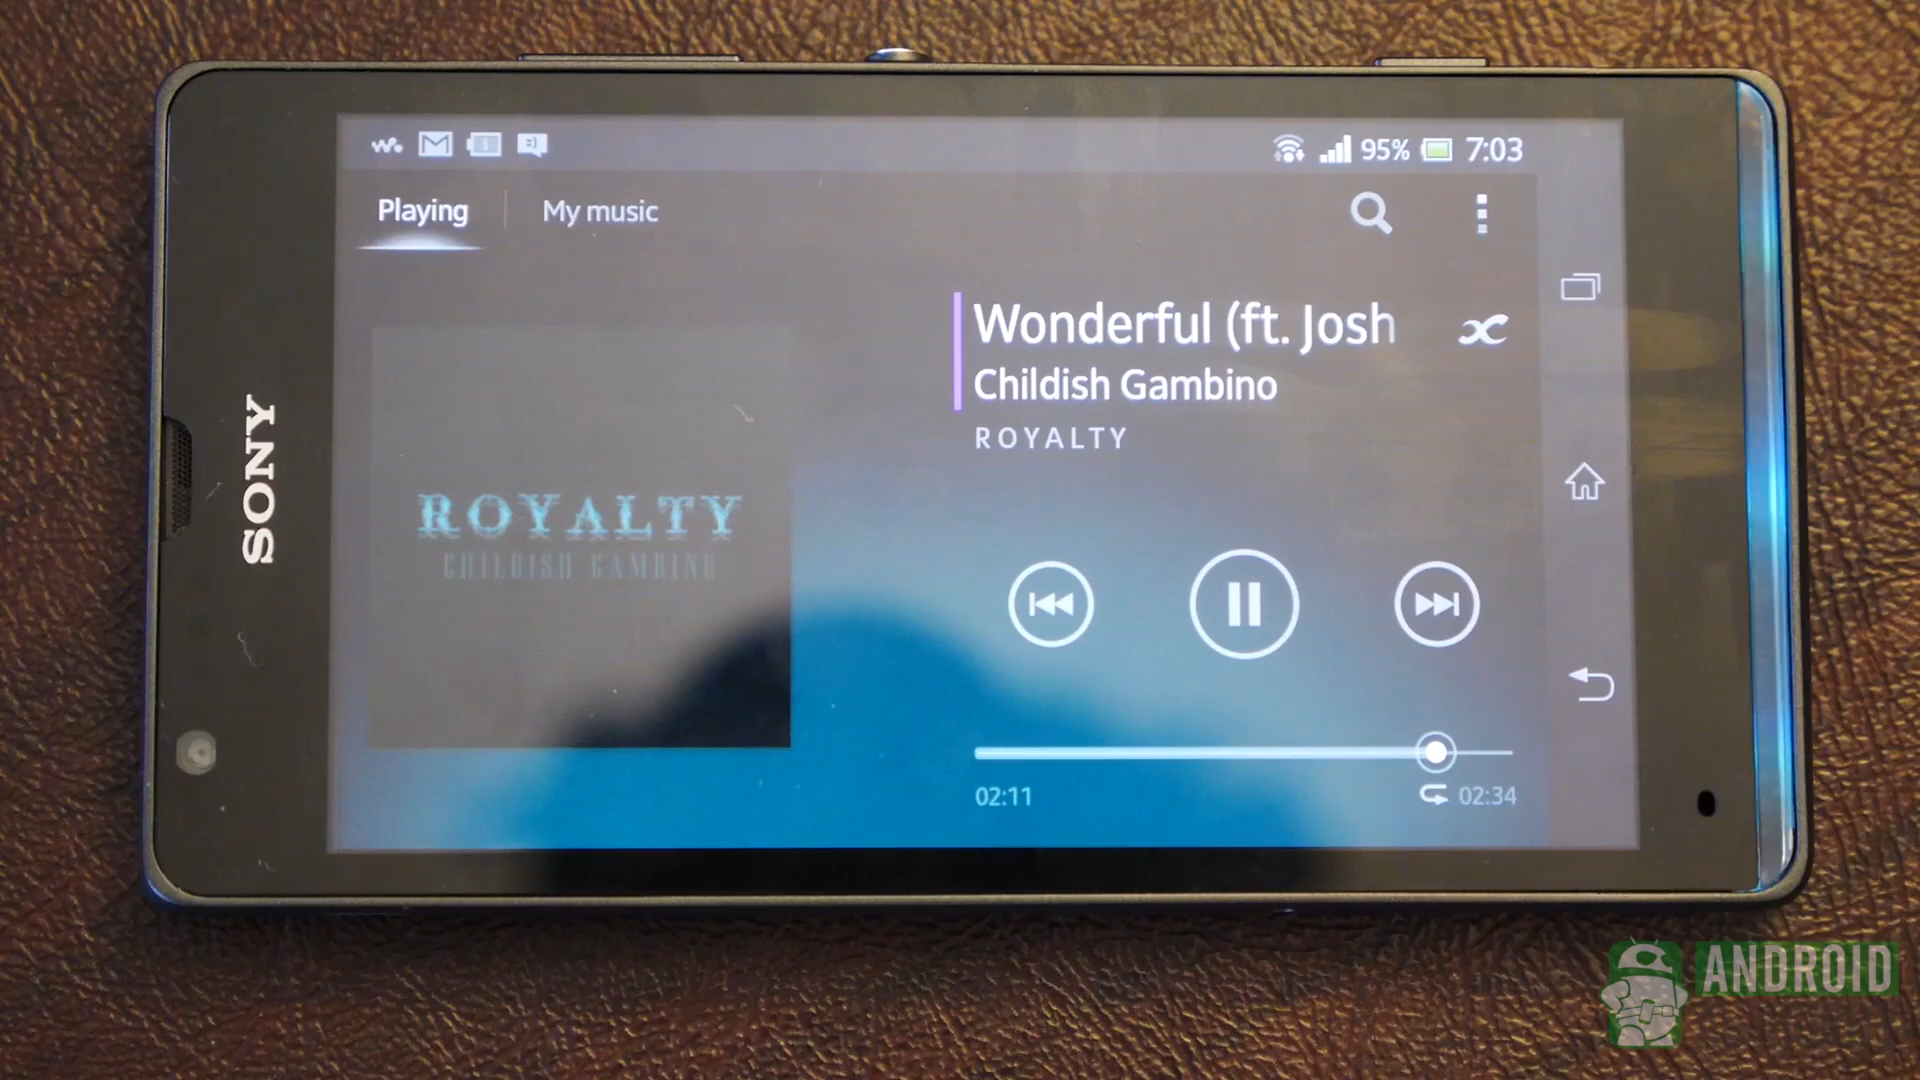 SONY
95% 7:03
Playing My music
Wonderful (ft. Josh
Childish Gambino
ROYALTY
ROYALTY
CHILDISH GAMBINO
02:11 02:34
ANDROID